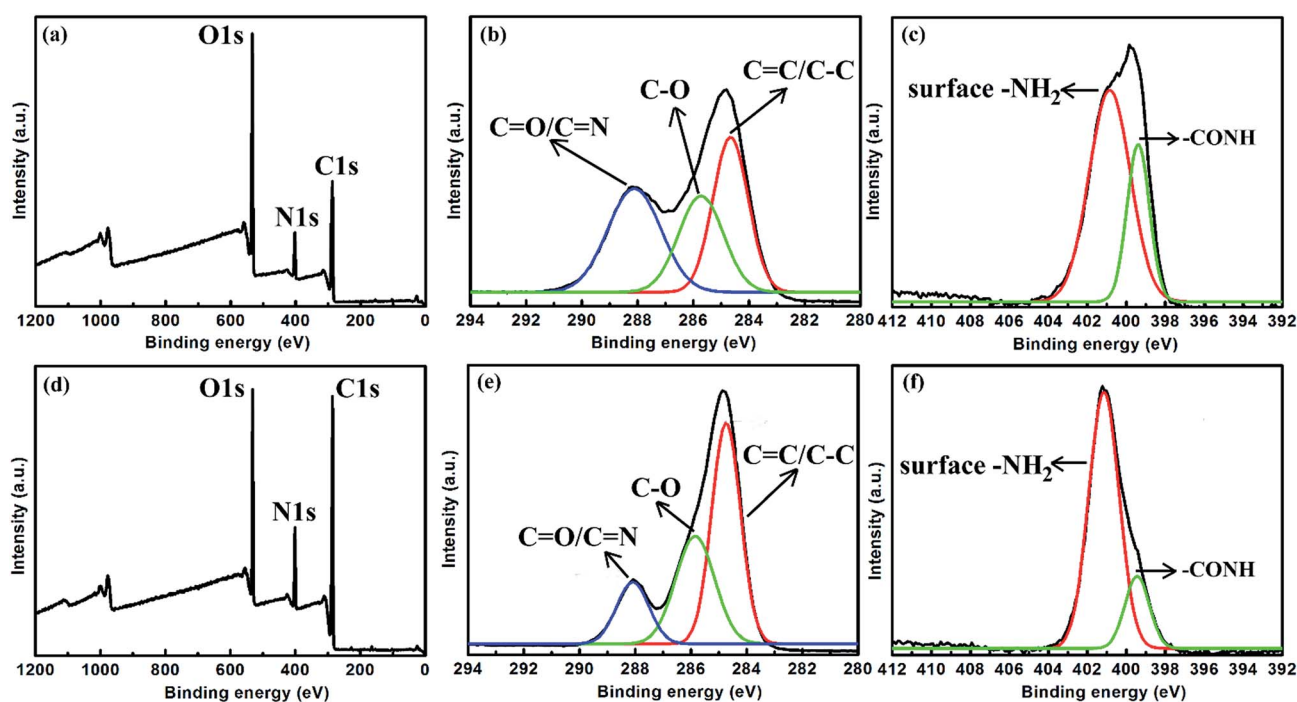 (a)
O1s
C1s
N1s
Intensity (a.u.)
1200 1000 800 600 400 200 0
Binding energy (eV)
(b)
C=C/C-C
C-O
C=O/C=N
Intensity (a.u.)
294 292 290 288 286 284 282 280
Binding energy (eV)
(c)
surface -NH₂
-CONH
Intensity (a.u.)
412 410 408 406 404 402 400 398 396 394 392
Binding energy (eV)
(d)
O1s
C1s
N1s
Intensity (a.u.)
1200 1000 800 600 400 200 0
Binding energy (eV)
(e)
C=C/C-C
C-O
C=O/C=N
Intensity (a.u.)
294 292 290 288 286 284 282 280
Binding energy (eV)
(f)
surface -NH₂
-CONH
Intensity (a.u.)
412 410 408 406 404 402 400 398 396 394 392
Binding energy (eV)